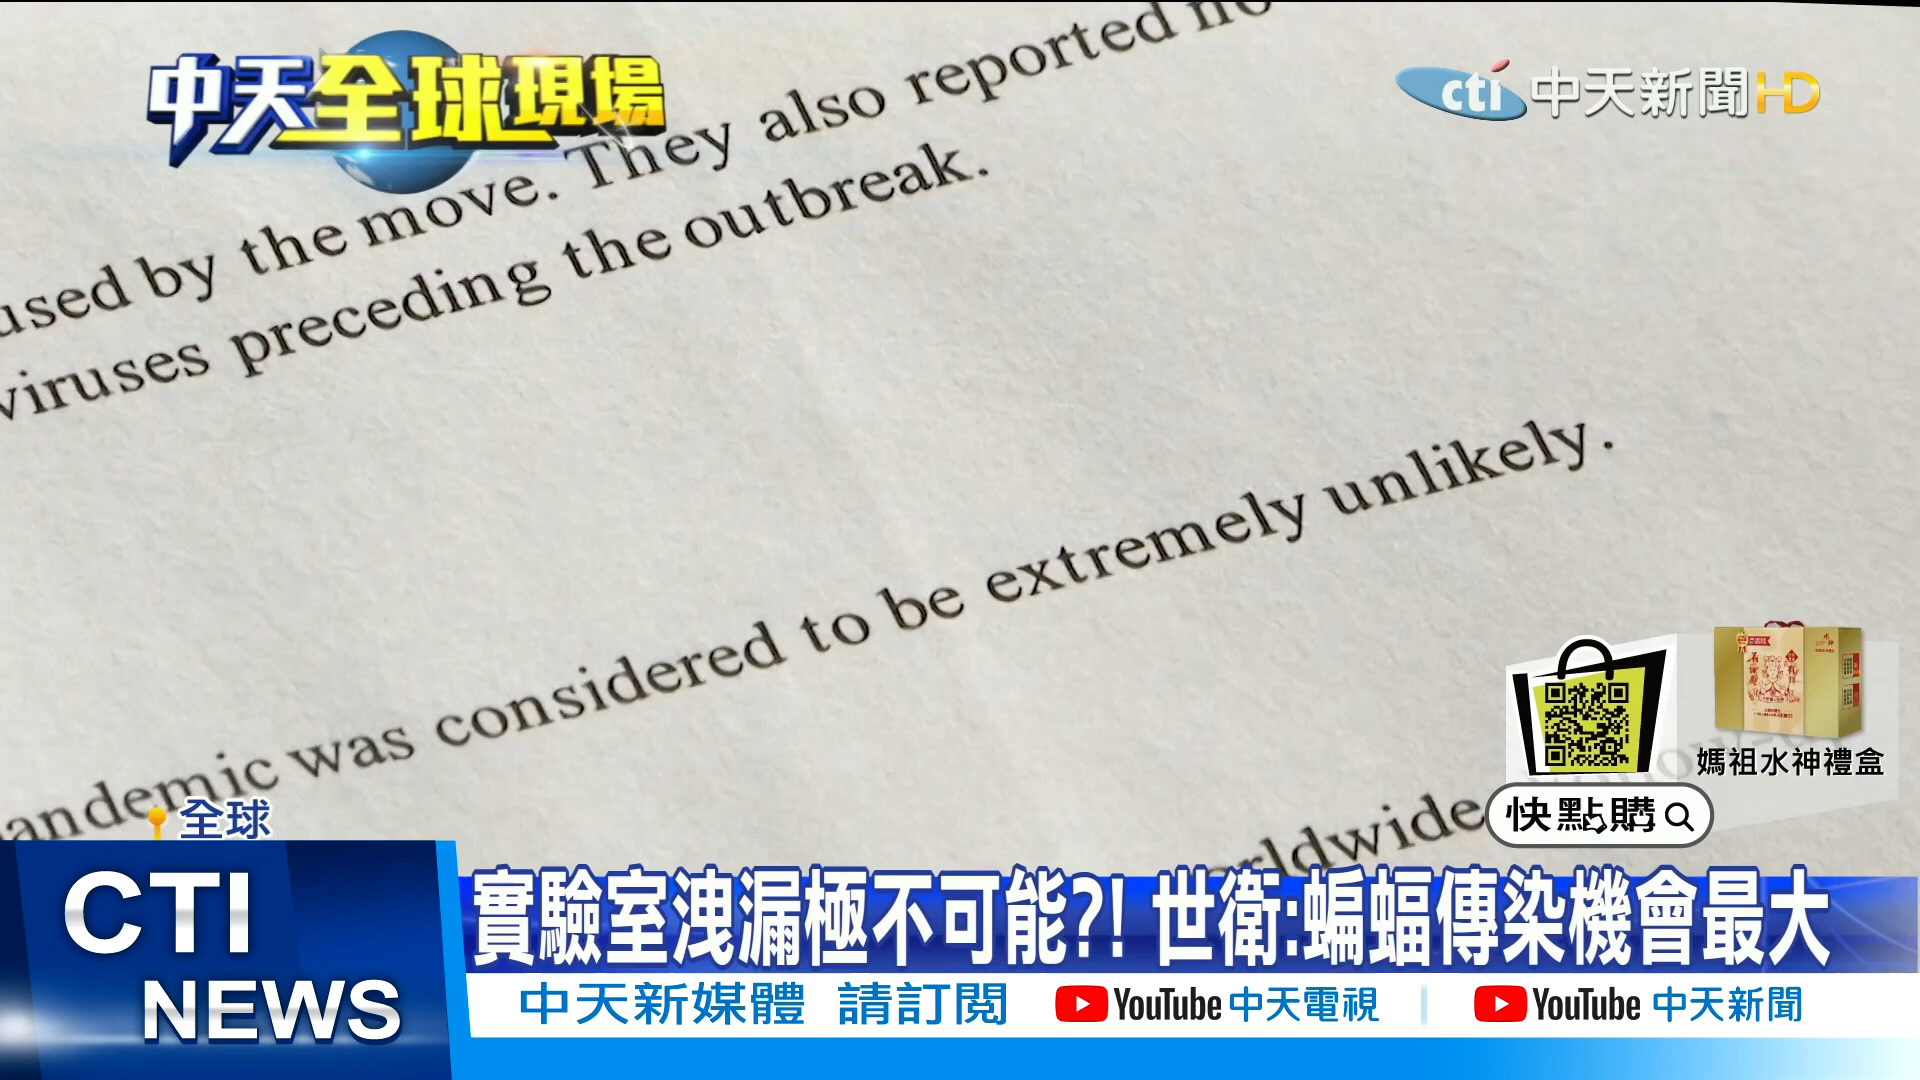 中天全球現場
cti 中天新聞HD
used by the move. They also reported no
viruses preceding the outbreak.
andemic was considered to be extremely unlikely.
orldwide
媽祖水神禮盒
快點購
全球
CTI
NEWS
實驗室洩漏極不可能?! 世衛:蝙蝠傳染機會最大
中天新媒體 請訂閱 YouTube 中天電視 | YouTube 中天新聞